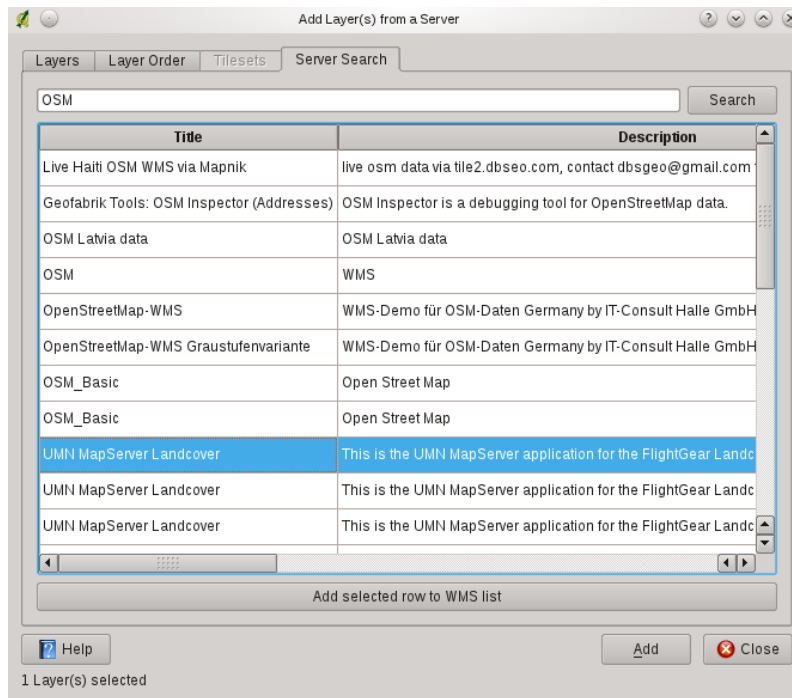 Add Layer(s) from a Server
Layers Layer Order Tilesets Server Search
OSM Search
Title Description
Live Haiti OSM WMS via Mapnik live osm data via tile2.dbseo.com, contact dbsgeo@gmail.com
Geofabrik Tools: OSM Inspector (Addresses) OSM Inspector is a debugging tool for OpenStreetMap data.
OSM Latvia data OSM Latvia data
OSM WMS
OpenStreetMap-WMS WMS-Demo für OSM-Daten Germany by IT-Consult Halle GmbH
OpenStreetMap-WMS Graustufenvariante WMS-Demo für OSM-Daten Germany by IT-Consult Halle GmbH
OSM_Basic Open Street Map
OSM_Basic Open Street Map
UMN MapServer Landcover This is the UMN MapServer application for the FlightGear Landc
UMN MapServer Landcover This is the UMN MapServer application for the FlightGear Landc
UMN MapServer Landcover This is the UMN MapServer application for the FlightGear Landc
Add selected row to WMS list
Help Add Close
1 Layer(s) selected